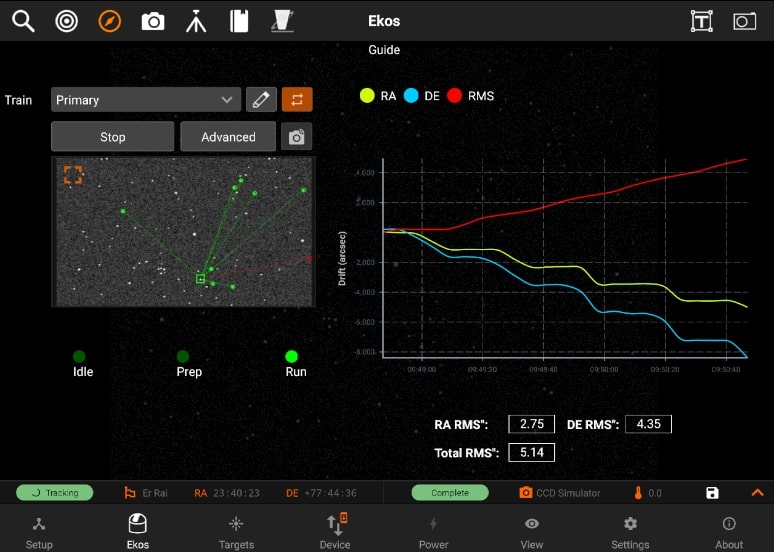 Ekos
T
Guide
Train
Primary
RA
DE
RMS
Stop
Advanced
4.000
2.000
-2.000
-4.000
-6.000
-8.000
Drift (arcsec)
09:49:00
09:49:20
09:49:40
09:50:00
09:50:20
09:50:40
Idle
Prep
Run
RA RMS": 2.75 DE RMS": 4.35
Total RMS": 5.14
Tracking Er Rai RA 23:40:23 DE +77:44:36 Complete CCD Simulator 0.0
Setup Ekos Targets Device Power View Settings About